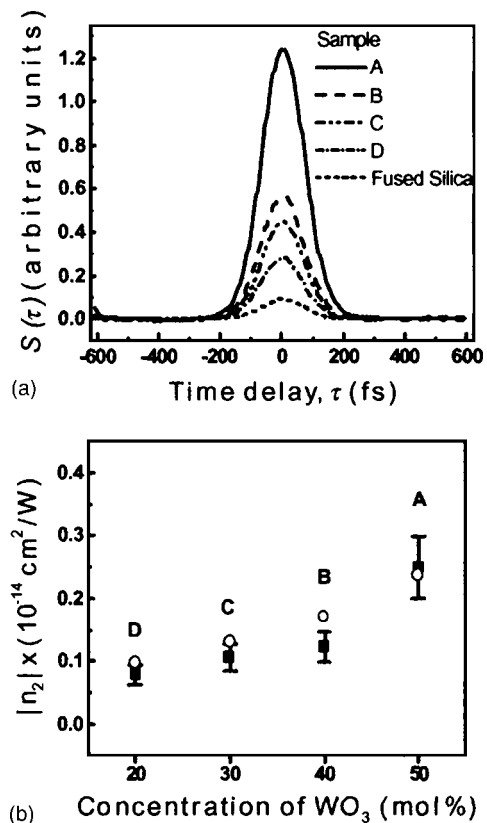 Sample
A
B
C
D
Fused Silica
S(τ) (arbitrary units)
1.2
1.0
0.8
0.6
0.4
0.2
0.0
-600 -400 -200 0 200 400 600
(a) Time delay, τ (fs)
|n₂| x (10⁻¹⁴ cm²/W)
0.4
0.3
0.2
0.1
0.0
D C B A
20 30 40 50
(b) Concentration of WO₃ (mol%)